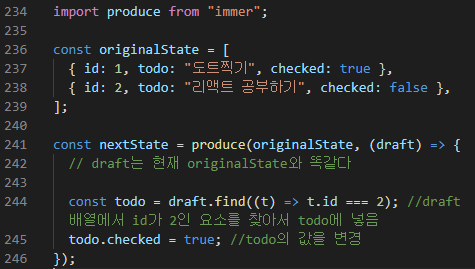 234 import produce from "immer";
235
236 const originalState = [
237 { id: 1, todo: "도트찍기", checked: true },
238 { id: 2, todo: "리액트 공부하기", checked: false },
239 ];
240
241 const nextState = produce(originalState, (draft) => {
242 // draft는 현재 originalState와 똑같다
243
244 const todo = draft.find((t) => t.id === 2); //draft
배열에서 id가 2인 요소를 찾아서 todo에 넣음
245 todo.checked = true; //todo의 값을 변경
246 });